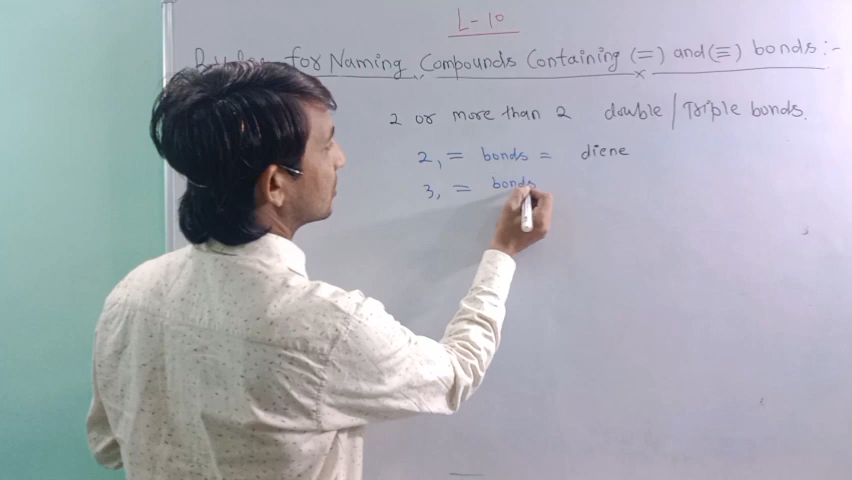 L-10
for Naming Compounds Containing (=) and (≡) bonds:-
2 or more than 2 double/Triple bonds.
2, = bonds = diene
3, = bonds